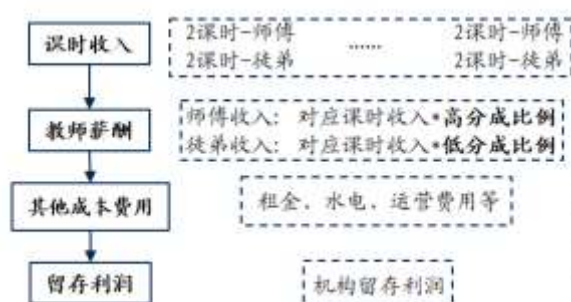 课时收入
2课时-师傅 …… 2课时-师傅
2课时-徒弟 2课时-徒弟
教师薪酬
师傅收入：对应课时收入*高分成比例
徒弟收入：对应课时收入*低分成比例
其他成本费用
租金、水电、运营费用等
留存利润
机构留存利润